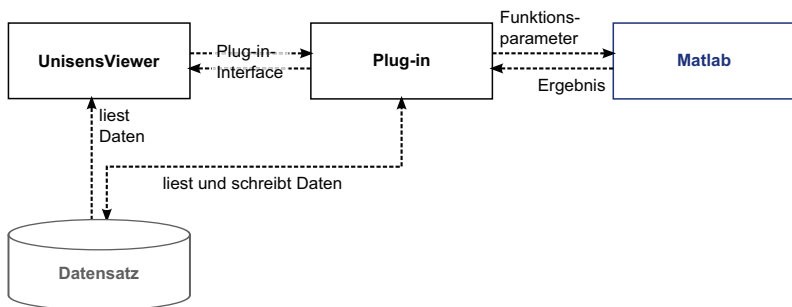 Funktions-
parameter
UnisensViewer
Plug-in-
Interface
Plug-in
Matlab
Ergebnis
liest
Daten
liest und schreibt Daten
Datensatz